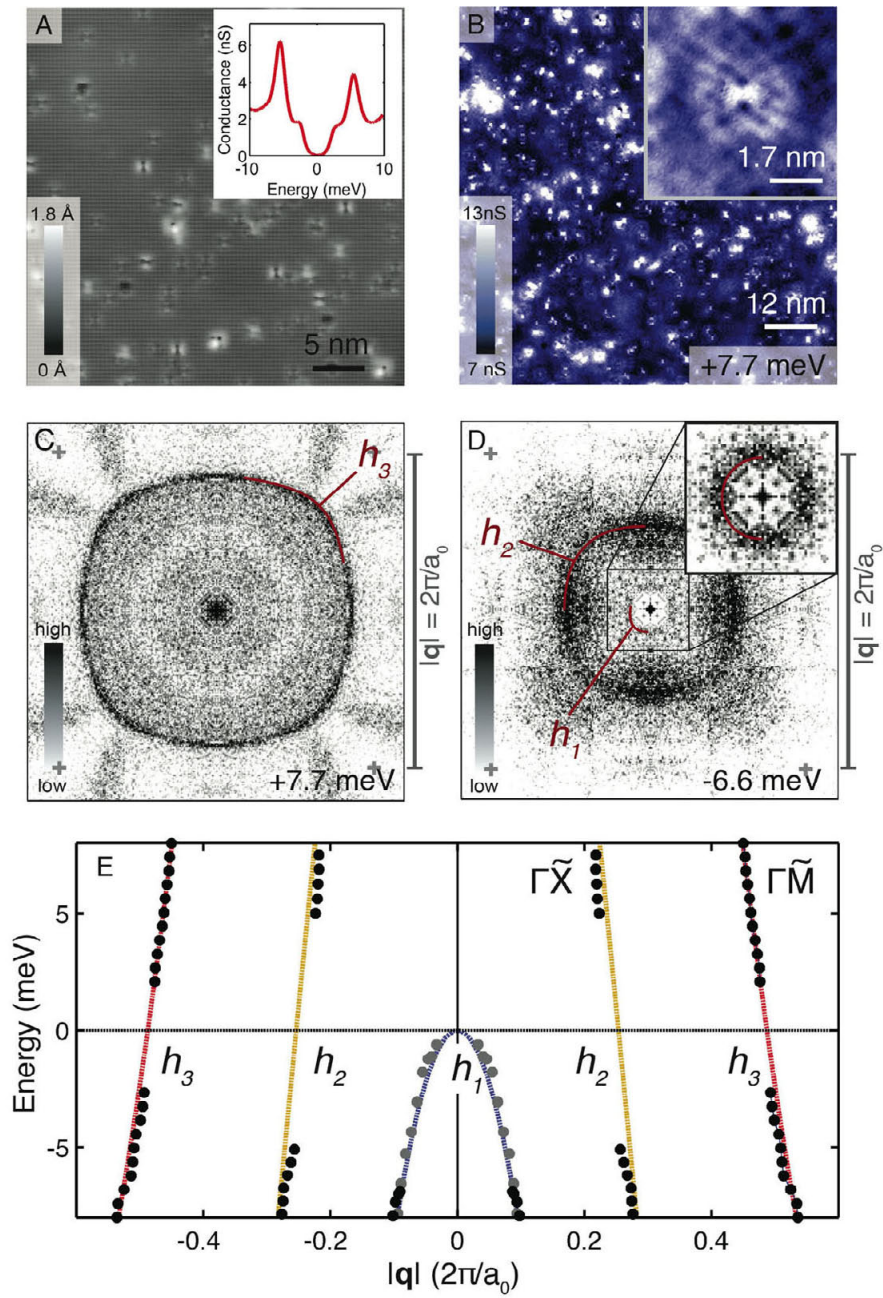 A
Conductance (nS)
6
4
2
0
-10
0
10
Energy (meV)
1.8 Å
0 Å
5 nm
B
1.7 nm
13nS
7 nS
12 nm
+7.7 meV
C
h3
high
low
+7.7 meV
|q| = 2π/a0
D
h2
h1
high
low
-6.6 meV
|q| = 2π/a0
E
ΓX̃
ΓM̃
Energy (meV)
5
0
-5
h3
h2
h1
h2
h3
-0.4
-0.2
0
0.2
0.4
|q| (2π/a0)